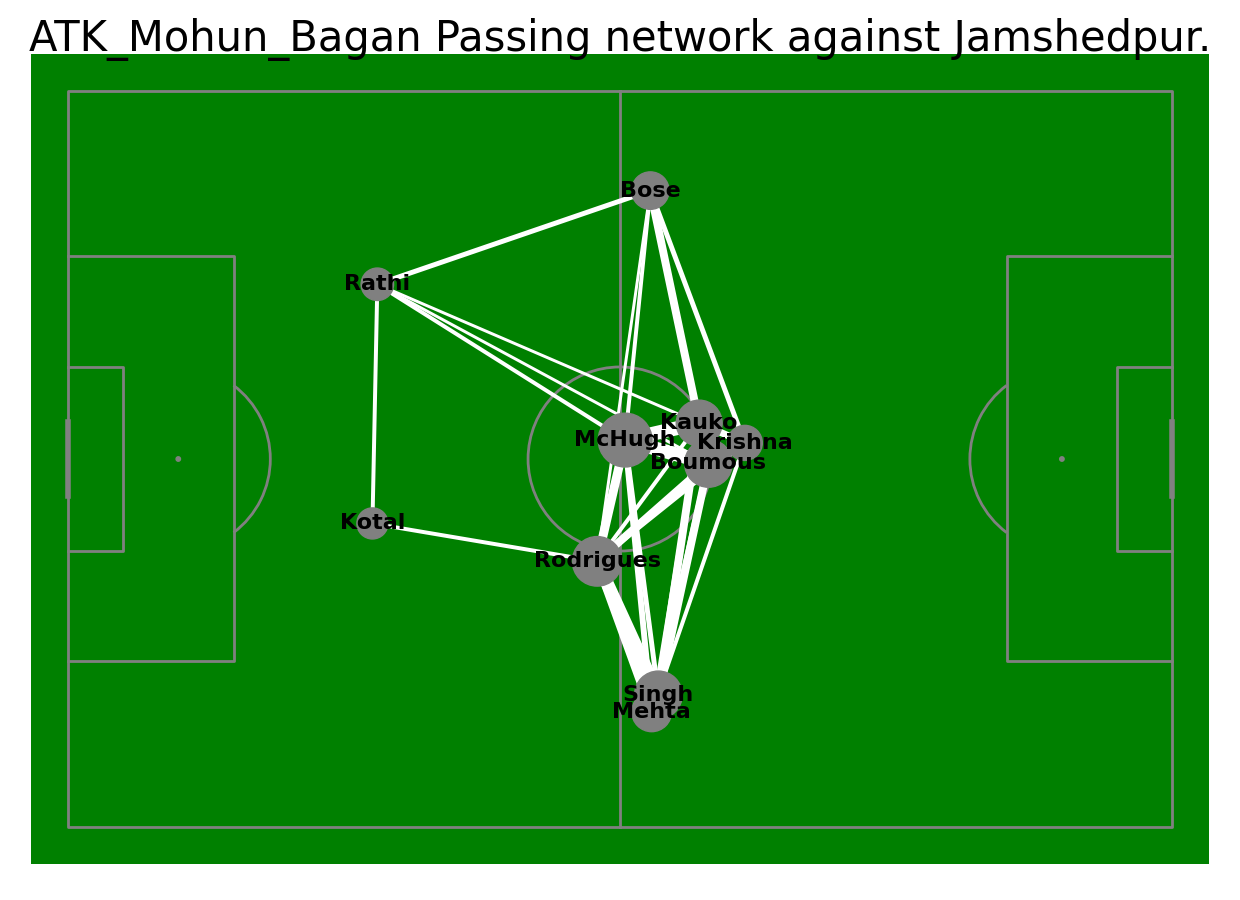 ATK_Mohun_Bagan Passing network against Jamshedpur.
Bose
Rathi
Kauko
McHugh
Krishna
Boumous
Kotal
Rodrigues
Singh
Mehta